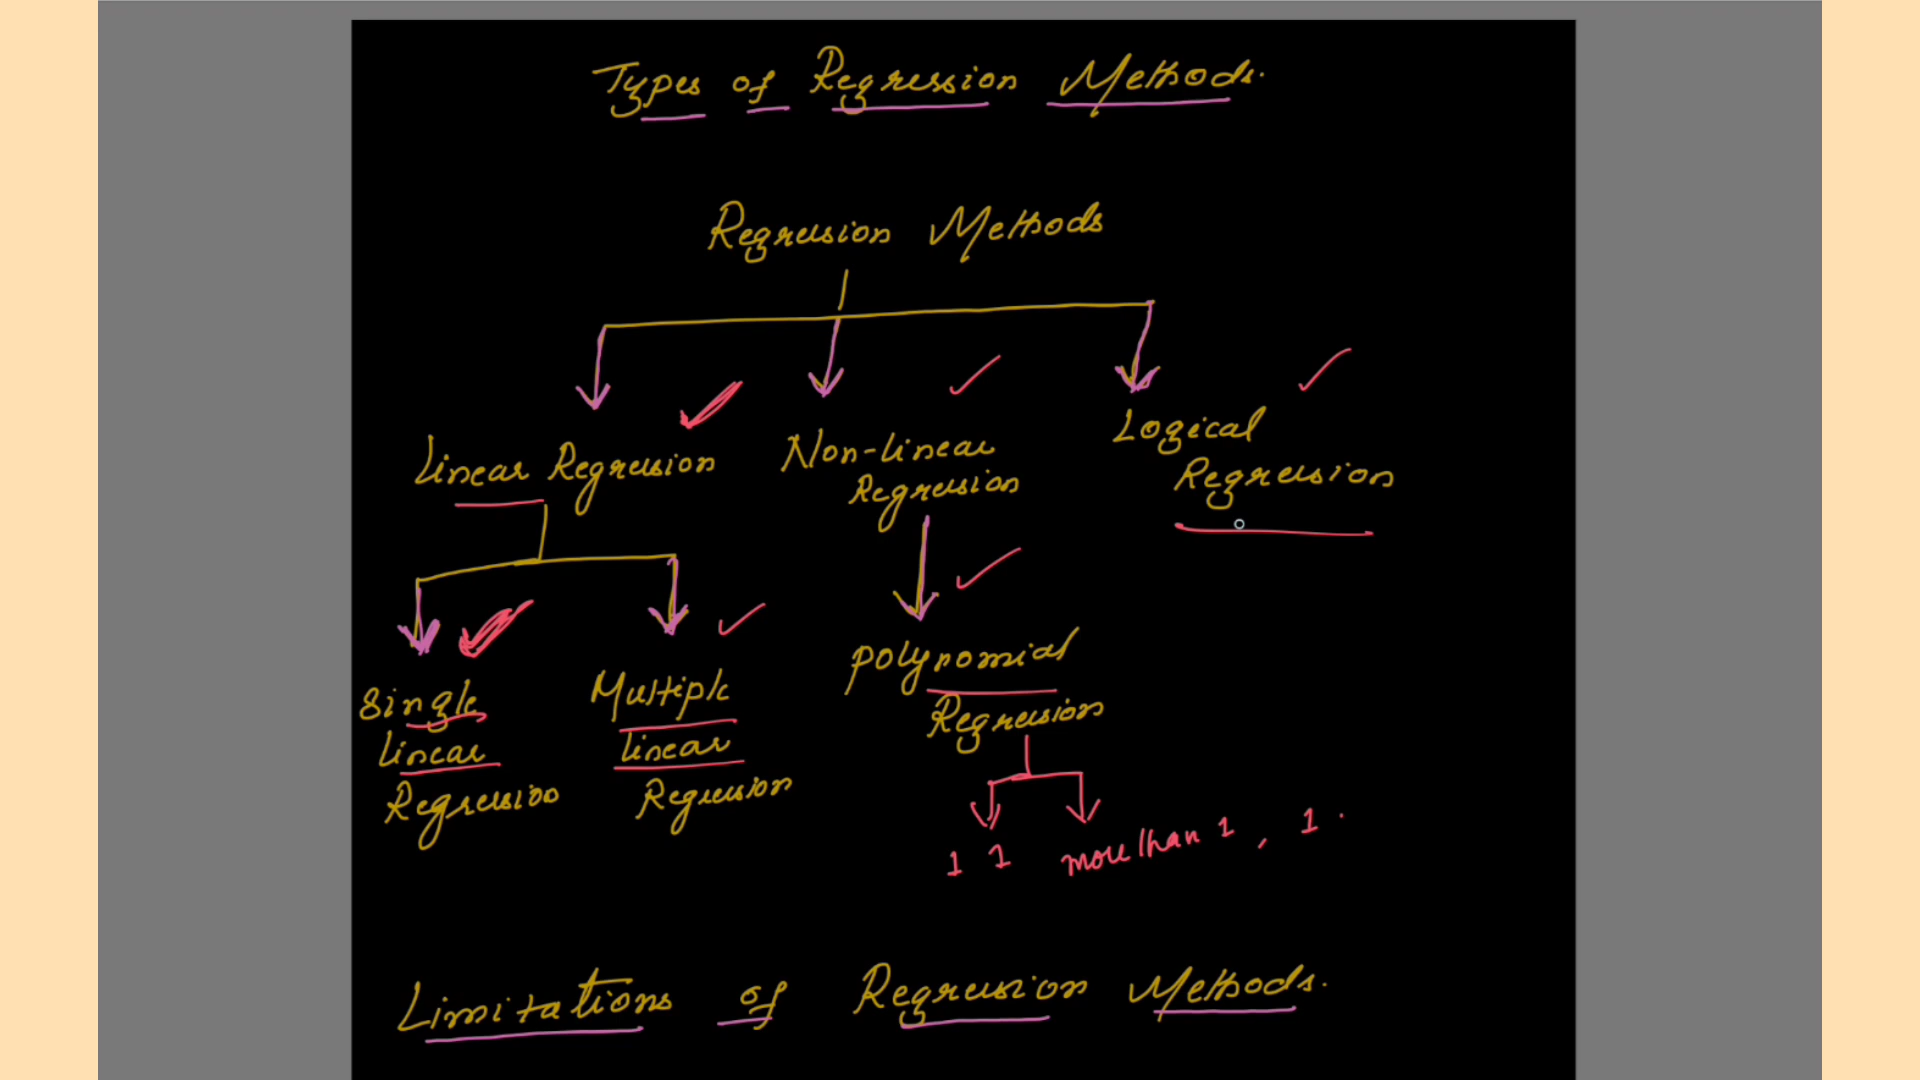 Types of Regression Methods.
Regression Methods
Linear Regression
Non-linear
Regression
Logical
Regression
Single
linear
Regression
Multiple
linear
Regression
Polynomial
Regression
1 1 more than 1 , 1 .
Limitations of Regression Methods.